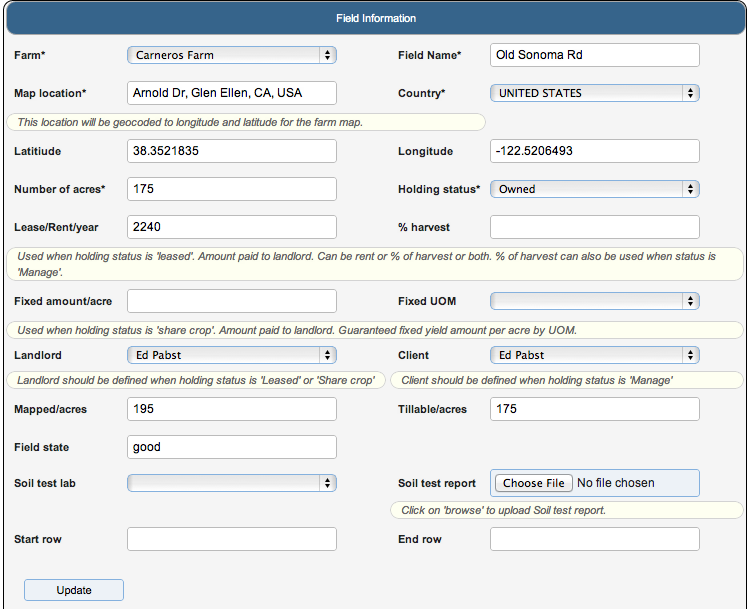 Field Information
Farm* Carneros Farm Field Name* Old Sonoma Rd
Map location* Arnold Dr, Glen Ellen, CA, USA Country* UNITED STATES
This location will be geocoded to longitude and latitude for the farm map.
Latitiude 38.3521835 Longitude -122.5206493
Number of acres* 175 Holding status* Owned
Lease/Rent/year 2240 % harvest
Used when holding status is 'leased'. Amount paid to landlord. Can be rent or % of harvest or both. % of harvest can also be used when status is
'Manage'.
Fixed amount/acre Fixed UOM
Used when holding status is 'share crop'. Amount paid to landlord. Guaranteed fixed yield amount per acre by UOM.
Landlord Ed Pabst Client Ed Pabst
Landlord should be defined when holding status is 'Leased' or 'Share crop' Client should be defined when holding status is 'Manage'
Mapped/acres 195 Tillable/acres 175
Field state good
Soil test lab Soil test report Choose File No file chosen
Click on 'browse' to upload Soil test report.
Start row End row
Update